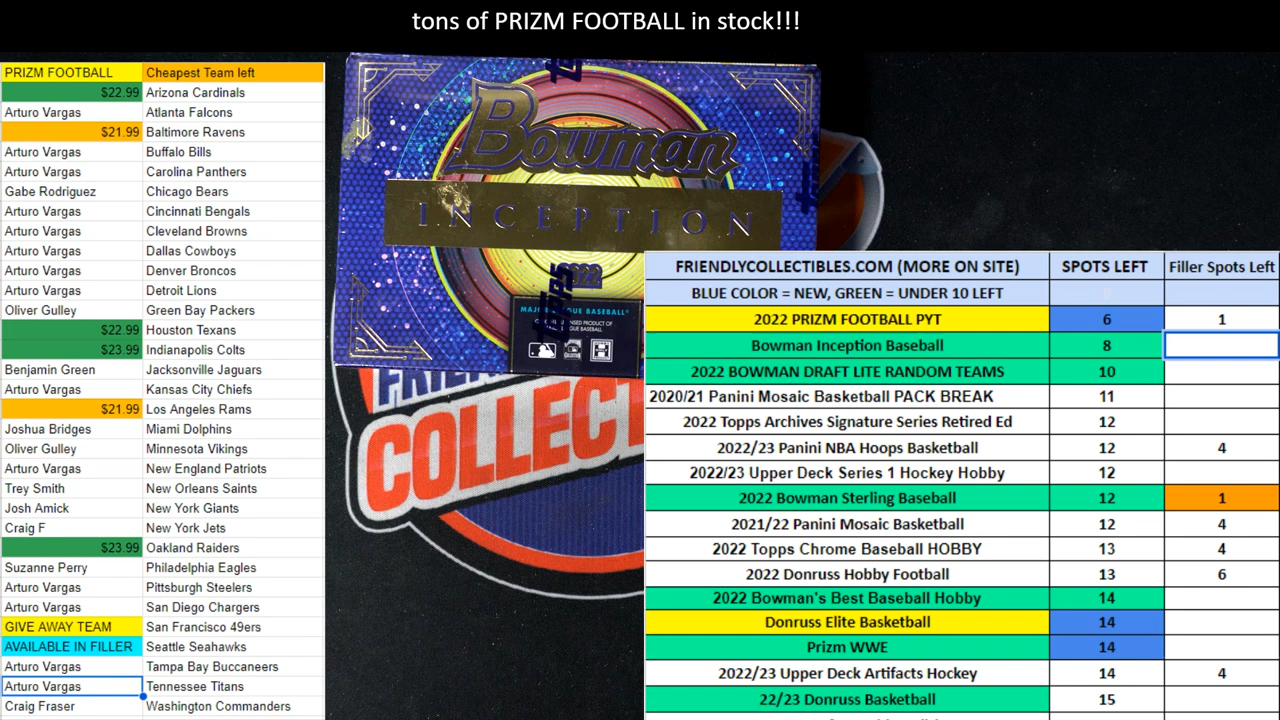 tons of PRIZM FOOTBALL in stock!!!
PRIZM FOOTBALL Cheapest Team left
$22.99 Arizona Cardinals
Arturo Vargas Atlanta Falcons
$21.99 Baltimore Ravens
Arturo Vargas Buffalo Bills
Arturo Vargas Carolina Panthers
Gabe Rodriguez Chicago Bears
Arturo Vargas Cincinnati Bengals
Arturo Vargas Cleveland Browns
Arturo Vargas Dallas Cowboys
Arturo Vargas Denver Broncos
Arturo Vargas Detroit Lions
Oliver Gulley Green Bay Packers
$22.99 Houston Texans
$23.99 Indianapolis Colts
Benjamin Green Jacksonville Jaguars
Arturo Vargas Kansas City Chiefs
$21.99 Los Angeles Rams
Joshua Bridges Miami Dolphins
Oliver Gulley Minnesota Vikings
Arturo Vargas New England Patriots
Trey Smith New Orleans Saints
Josh Amick New York Giants
Craig F New York Jets
$23.99 Oakland Raiders
Suzanne Perry Philadelphia Eagles
Arturo Vargas Pittsburgh Steelers
Arturo Vargas San Diego Chargers
GIVE AWAY TEAM San Francisco 49ers
AVAILABLE IN FILLER Seattle Seahawks
Arturo Vargas Tampa Bay Buccaneers
Arturo Vargas Tennessee Titans
Craig Fraser Washington Commanders
Bowman
INCEPTION
2022
Topps
MAJOR LEAGUE BASEBALL
FRIEN
COLLECT
FRIENDLYCOLLECTIBLES.COM (MORE ON SITE) SPOTS LEFT Filler Spots Left
BLUE COLOR = NEW, GREEN = UNDER 10 LEFT
2022 PRIZM FOOTBALL PYT 6 1
Bowman Inception Baseball 8
2022 BOWMAN DRAFT LITE RANDOM TEAMS 10
2020/21 Panini Mosaic Basketball PACK BREAK 11
2022 Topps Archives Signature Series Retired Ed 12
2022/23 Panini NBA Hoops Basketball 12 4
2022/23 Upper Deck Series 1 Hockey Hobby 12
2022 Bowman Sterling Baseball 12 1
2021/22 Panini Mosaic Basketball 12 4
2022 Topps Chrome Baseball HOBBY 13 4
2022 Donruss Hobby Football 13 6
2022 Bowman's Best Baseball Hobby 14
Donruss Elite Basketball 14
Prizm WWE 14
2022/23 Upper Deck Artifacts Hockey 14 4
22/23 Donruss Basketball 15